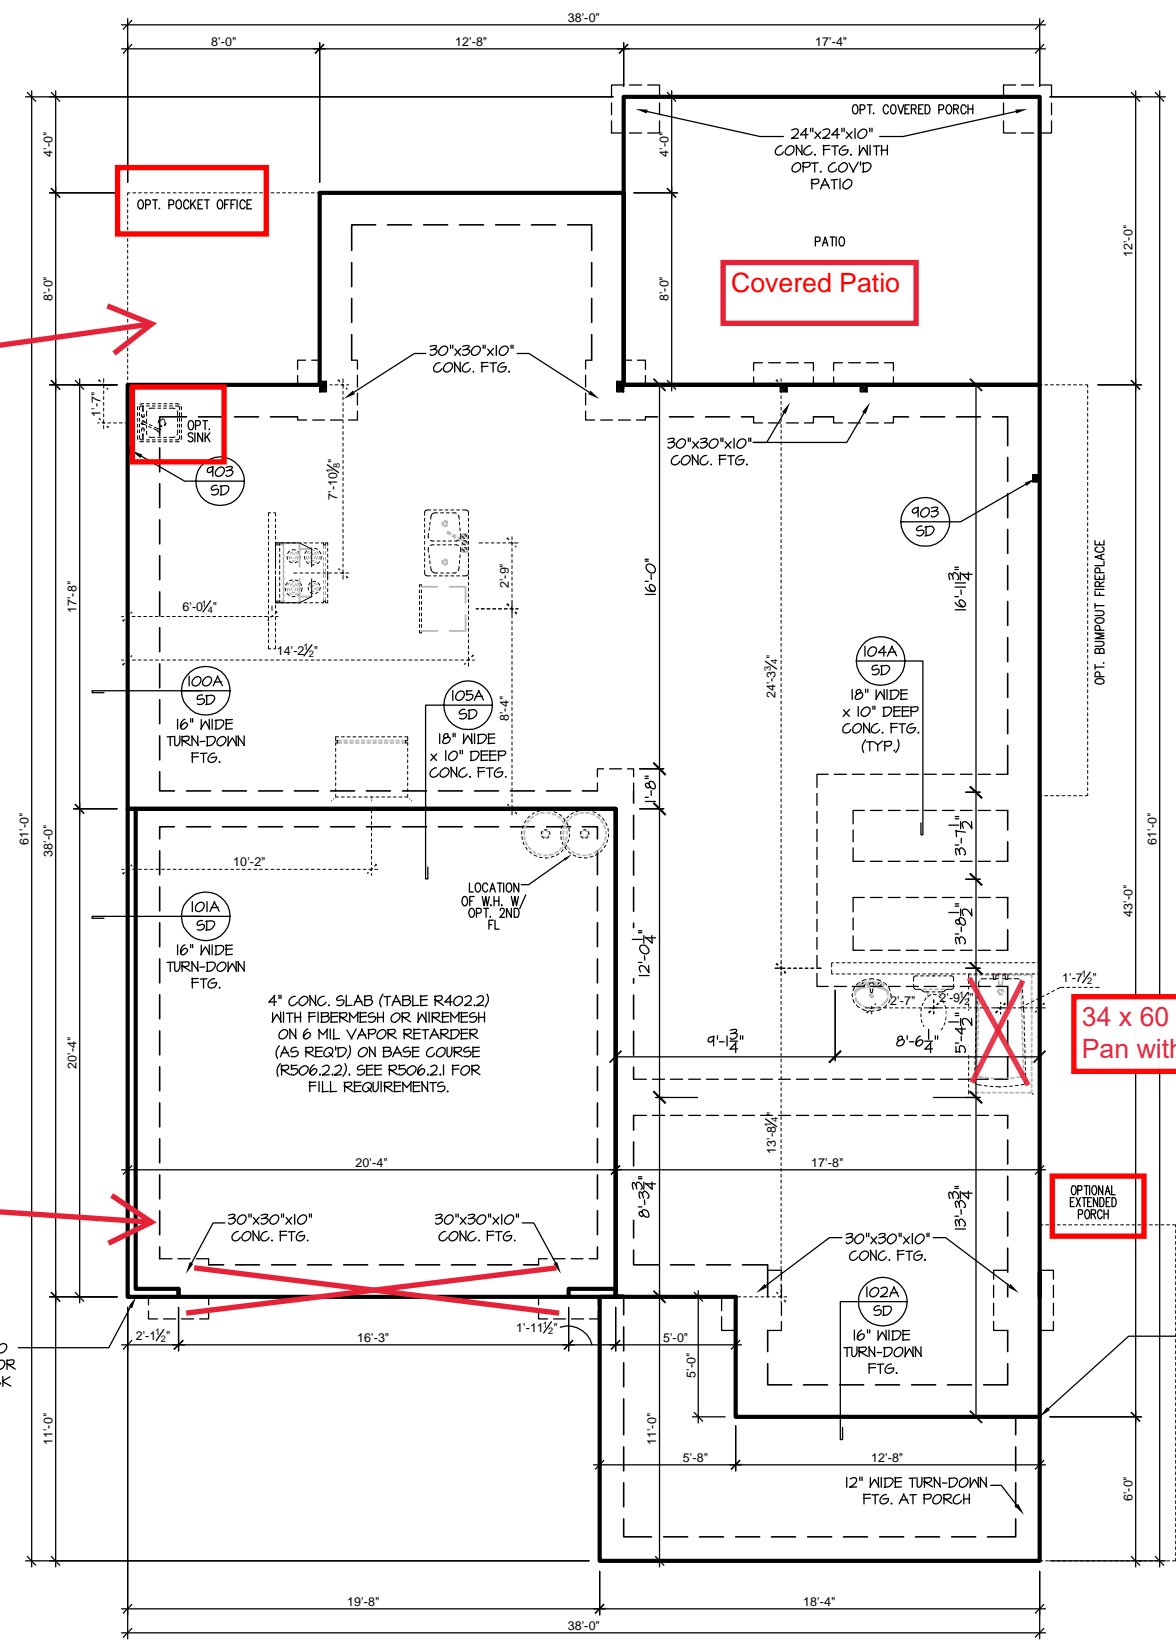 38'-0"
8'-0"
12'-8"
17'-4"
OPT. COVERED PORCH
24"x24"x10"
CONC. FTG. WITH
OPT. COV'D
PATIO
4'-0"
4'-0"
OPT. POCKET OFFICE
PATIO
12'-0"
Covered Patio
8'-0"
8'-0"
30"x30"x10"
CONC. FTG.
1'-7"
OPT.
SINK
30"x30"x10"
CONC. FTG.
903
SD
7'-10⅞"
903
SD
2'-9"
16'-0"
16'-11¾"
OPT. BUMPOUT FIREPLACE
17'-8"
6'-0¼"
14'-2½"
24'-3¾"
104A
SD
18" WIDE
x 10" DEEP
CONC. FTG.
(TYP.)
100A
SD
16" WIDE
TURN-DOWN
FTG.
105A
SD
8'-4"
18" WIDE
x 10" DEEP
CONC. FTG.
1'-8"
61'-0"
38'-0"
3'-7½"
61'-0"
10'-2"
LOCATION
OF W.H. W/
OPT. 2ND
FL
43'-0"
101A
SD
16" WIDE
TURN-DOWN
FTG.
3'-8½"
12'-0¼"
4" CONC. SLAB (TABLE R402.2)
WITH FIBERMESH OR WIREMESH
ON 6 MIL VAPOR RETARDER
(AS REQ'D) ON BASE COURSE
(R506.2.2). SEE R506.2.1 FOR
FILL REQUIREMENTS.
1'-7½"
2'-7"
2'-9½"
34 x 60
Pan with
9'-1¾"
8'-6¼"
5'-4½"
20'-4"
13'-8¼"
20'-4"
17'-8"
8'-3¾"
13'-3¾"
OPTIONAL
EXTENDED
PORCH
30"x30"x10"
CONC. FTG.
30"x30"x10"
CONC. FTG.
30"x30"x10"
CONC. FTG.
102A
SD
16" WIDE
TURN-DOWN
FTG.
2'-1½"
16'-3"
1'-11½"
5'-0"
5'-0"
O
OR
K
11'-0"
11'-0"
5'-8"
12'-8"
12" WIDE TURN-DOWN
FTG. AT PORCH
6'-0"
19'-8"
18'-4"
38'-0"